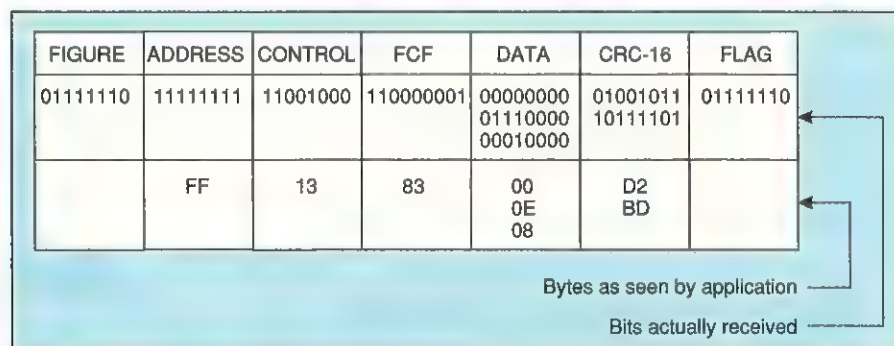 FIGURE ADDRESS CONTROL FCF DATA CRC-16 FLAG
01111110 11111111 11001000 110000001 00000000 01001011 01111110
01110000 10111101
00010000
FF 13 83 00 D2
0E BD
08
Bytes as seen by application
Bits actually received